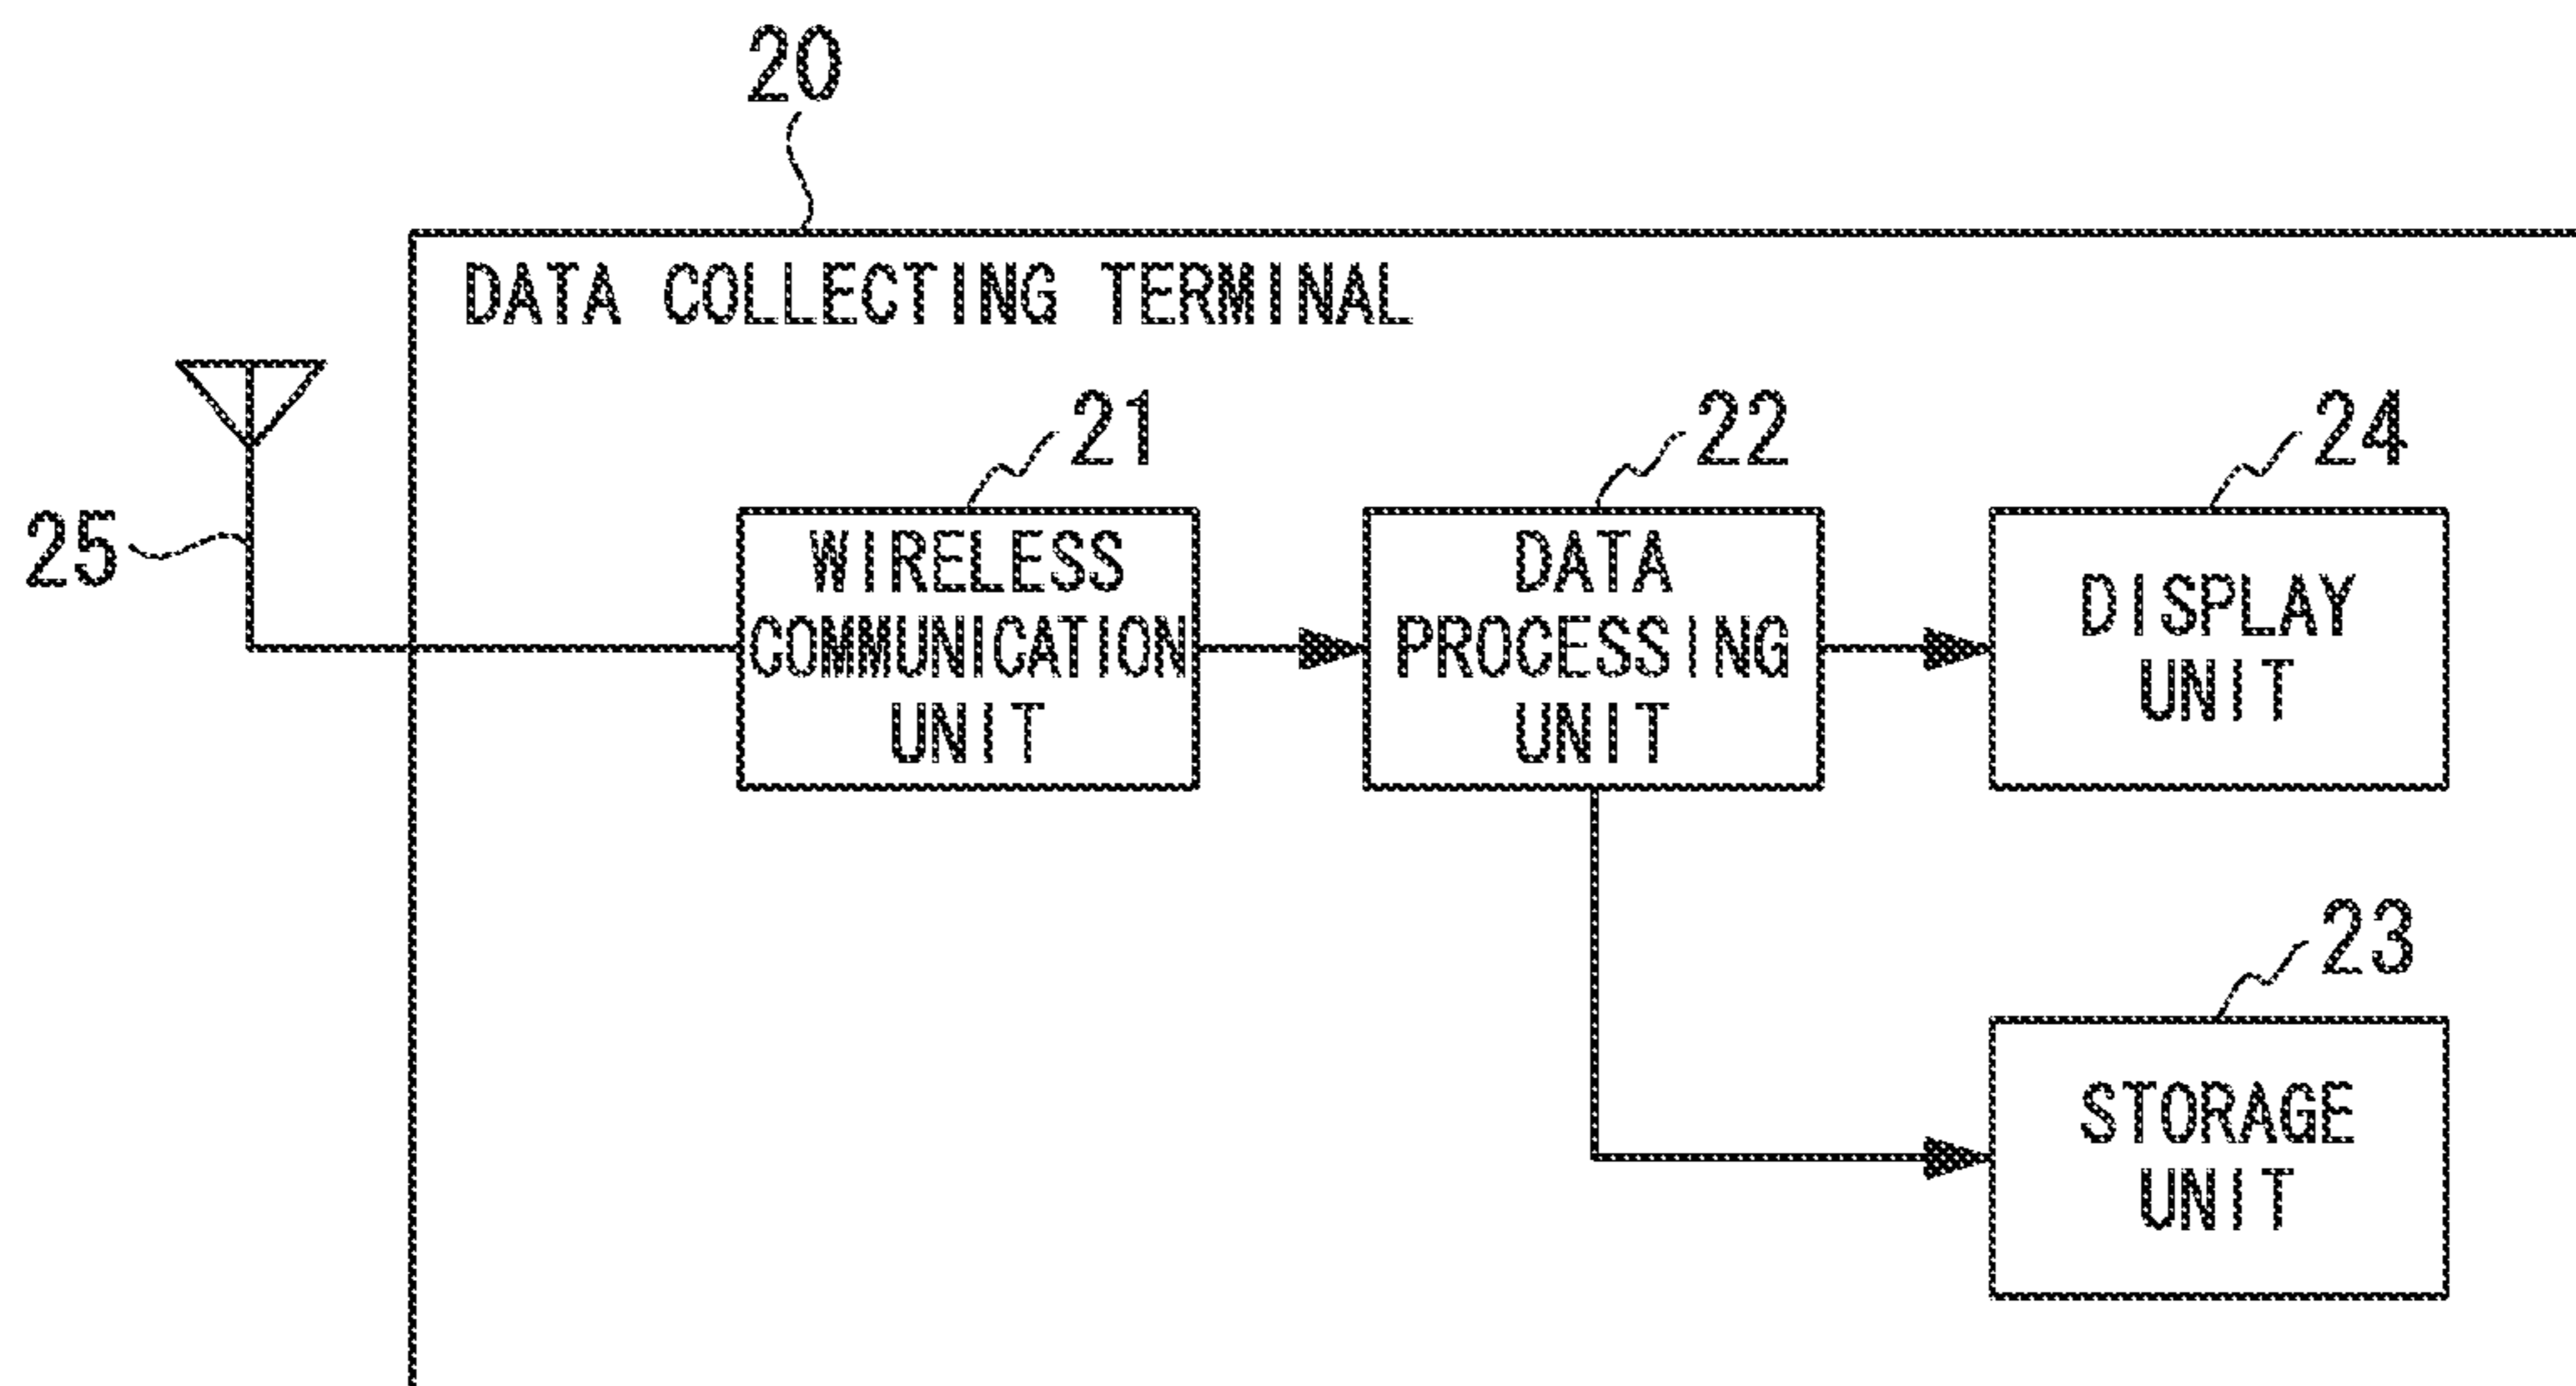 20
DATA COLLECTING TERMINAL
21
22
24
25
WIRELESS
COMMUNICATION
UNIT
DATA
PROCESSING
UNIT
DISPLAY
UNIT
23
STORAGE
UNIT